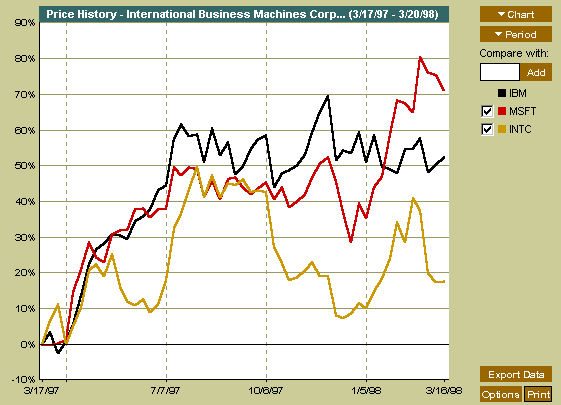 Price History - International Business Machines Corp... (3/17/97 - 3/20/98)
Chart
Period
Compare with:
Add
IBM
MSFT
INTC
90%
80%
70%
60%
50%
40%
30%
20%
10%
0%
-10%
3/17/97
7/7/97
10/6/97
1/5/98
3/16/98
Export Data
Options
Print